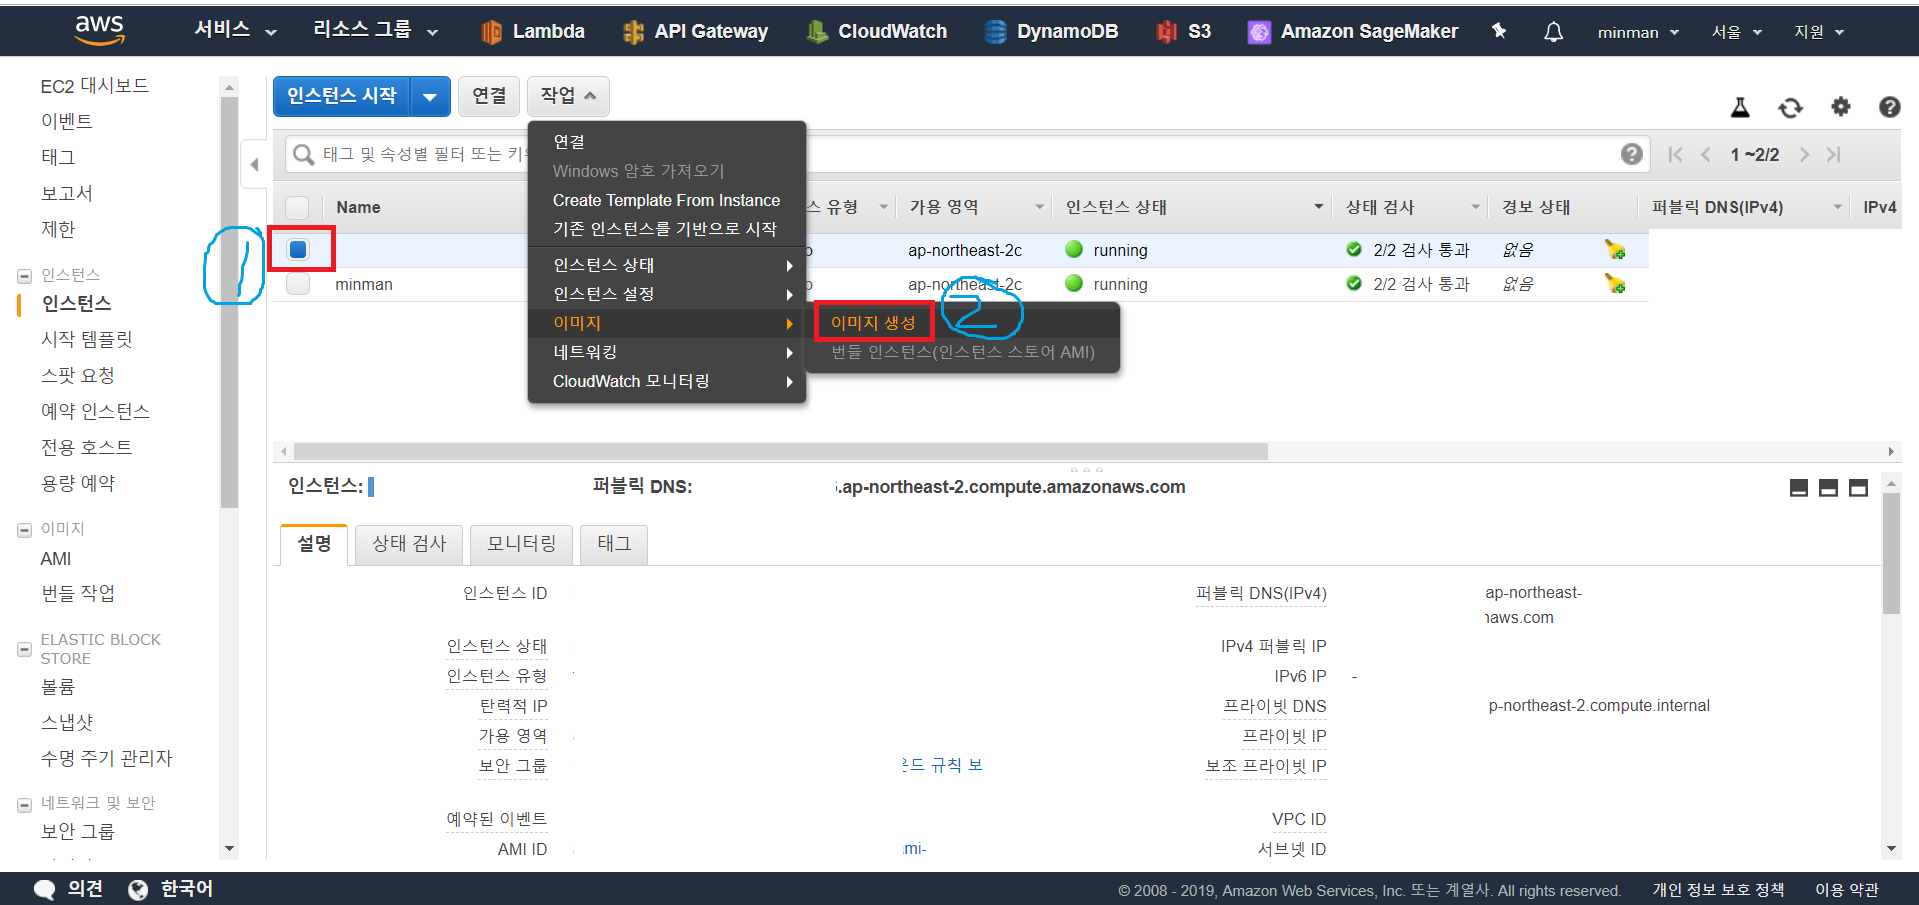 aws 서비스 리소스 그룹 Lambda API Gateway CloudWatch DynamoDB S3 Amazon SageMaker minman 서울 지원
EC2 대시보드
이벤트
태그
보고서
제한
인스턴스
인스턴스
시작 템플릿
스팟 요청
예약 인스턴스
전용 호스트
용량 예약
이미지
AMI
번들 작업
ELASTIC BLOCK
STORE
볼륨
스냅샷
수명 주기 관리자
네트워크 및 보안
보안 그룹
인스턴스 시작 연결 작업
태그 및 속성별 필터 또는 키
1 ~2/2
연결
Windows 암호 가져오기
Create Template From Instance
기존 인스턴스를 기반으로 시작
인스턴스 상태
인스턴스 설정
이미지
네트워킹
CloudWatch 모니터링
이미지 생성
번들 인스턴스(인스턴스 스토어 AMI)
1
2
Name 스 유형 가용 영역 인스턴스 상태 상태 검사 경보 상태 퍼블릭 DNS(IPv4) IPv4
ap-northeast-2c running 2/2 검사 통과 없음
minman ap-northeast-2c running 2/2 검사 통과 없음
인스턴스: 퍼블릭 DNS: .ap-northeast-2.compute.amazonaws.com
설명 상태 검사 모니터링 태그
인스턴스 ID 퍼블릭 DNS(IPv4) ap-northeast-
naws.com
인스턴스 상태 IPv4 퍼블릭 IP
인스턴스 유형 IPv6 IP -
탄력적 IP 프라이빗 DNS p-northeast-2.compute.internal
가용 영역 프라이빗 IP
보안 그룹 운드 규칙 보 보조 프라이빗 IP
예약된 이벤트 VPC ID
AMI ID ami- 서브넷 ID
의견 한국어 © 2008 - 2019, Amazon Web Services, Inc. 또는 계열사. All rights reserved. 개인 정보 보호 정책 이용 약관